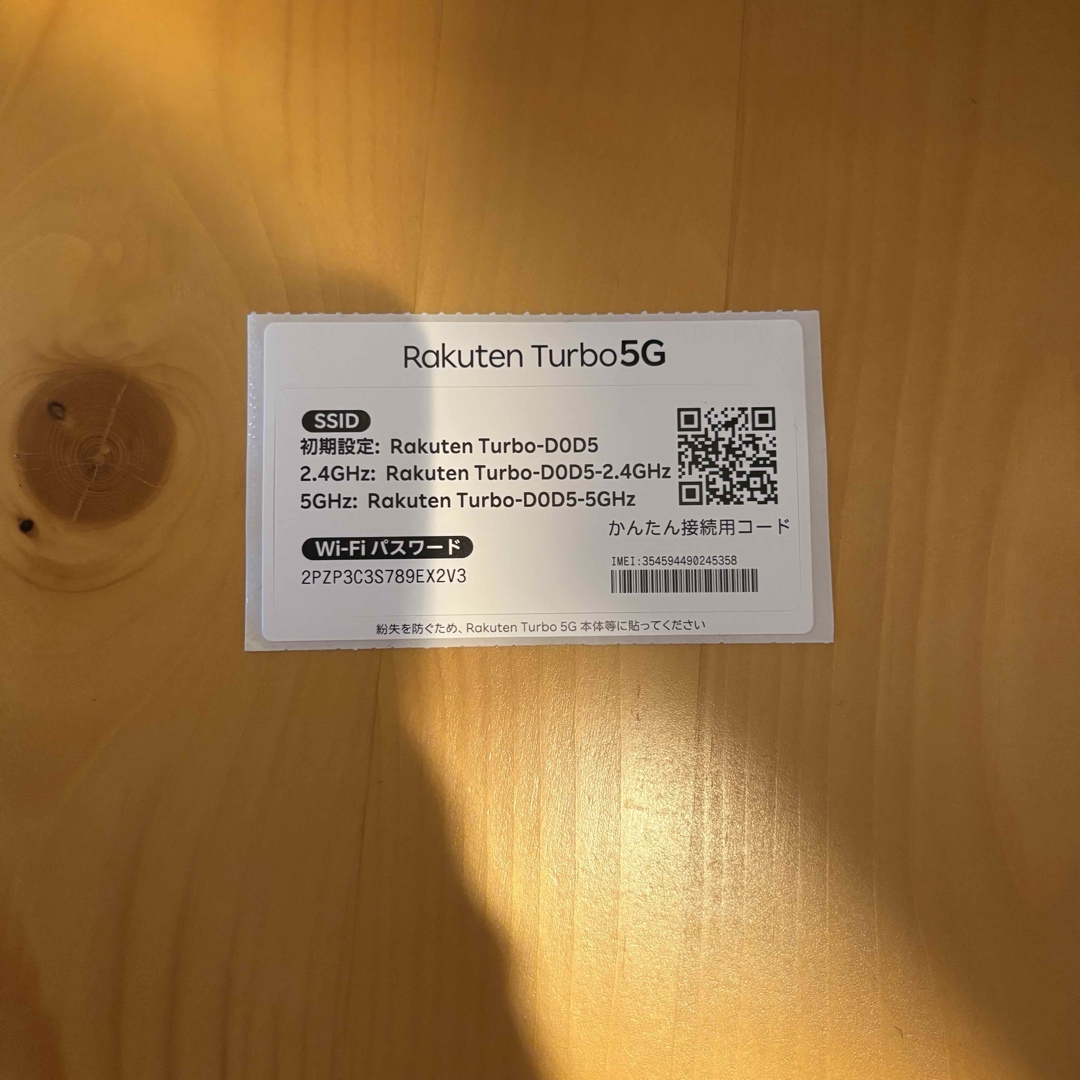 Rakuten Turbo 5G
SSID
初期設定: Rakuten Turbo-D0D5
2.4GHz: Rakuten Turbo-D0D5-2.4GHz
5GHz: Rakuten Turbo-D0D5-5GHz
かんたん接続用コード
Wi-Fi パスワード
2PZP3C3S789EX2V3
IMEI:354594490245358
紛失を防ぐため、Rakuten Turbo 5G 本体等に貼ってください